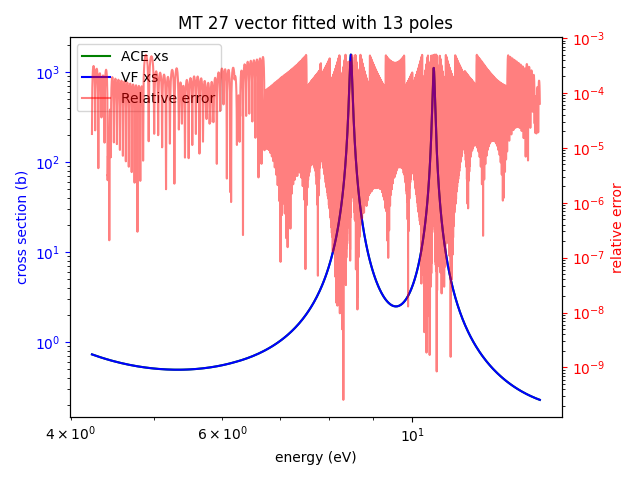 MT 27 vector fitted with 13 poles
ACE xs
VF xs
Relative error
cross section (b)
10³
10²
10¹
10⁰
10⁻³
10⁻⁴
10⁻⁵
10⁻⁶
10⁻⁷
10⁻⁸
10⁻⁹
relative error
4 × 10⁰
6 × 10⁰
10¹
energy (eV)